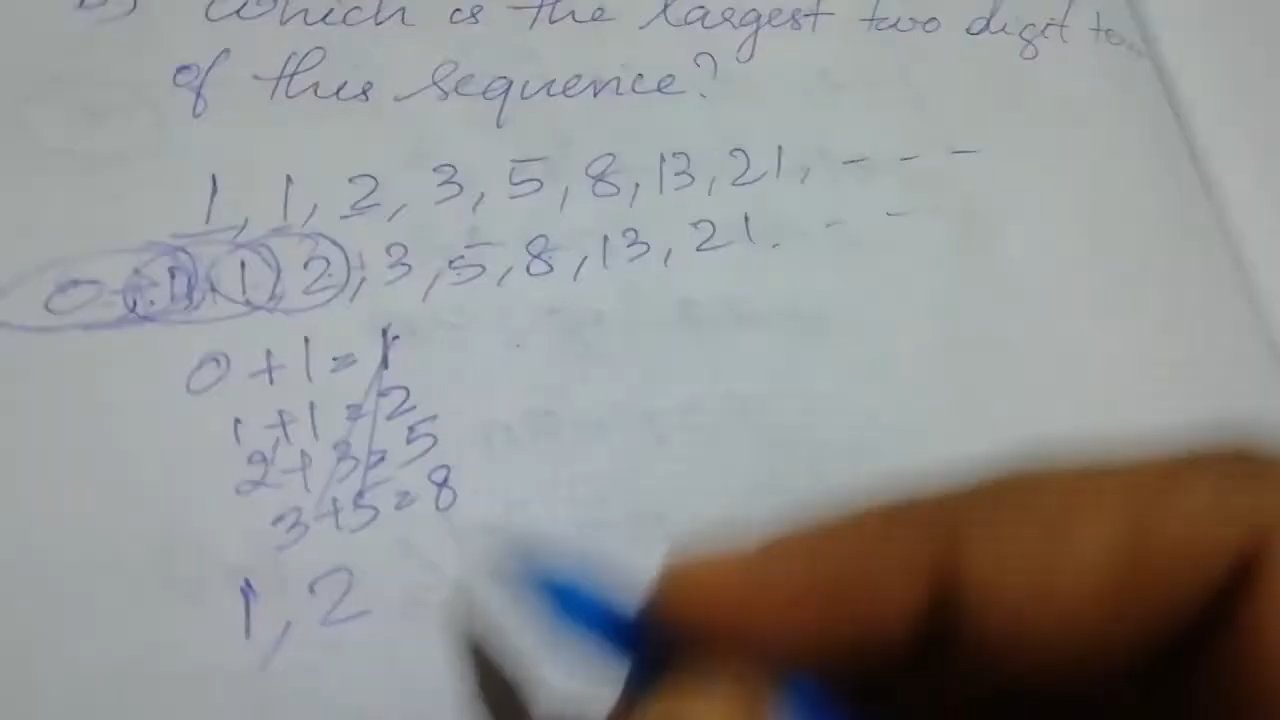 Which is the largest two digit
of this sequence?
1, 1, 2, 3, 5, 8, 13, 21, - - -
0 1, 1, 2, 3, 5, 8, 13, 21. - -
0 + 1 = 1
1 + 1 = 2
2 + 3 = 5
3 + 5 = 8
1, 2